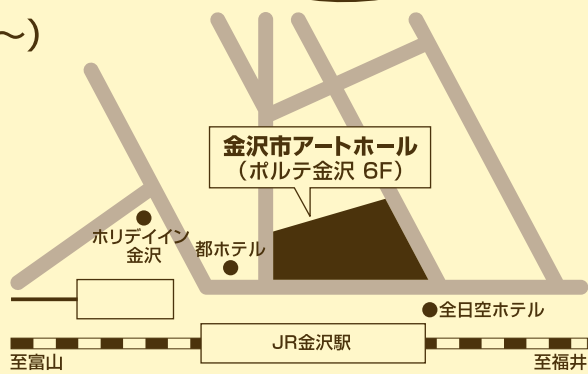 〜)
金沢市アートホール
（ポルテ金沢 6F）
ホリデイイン
金沢
都ホテル
全日空ホテル
JR金沢駅
至富山
至福井